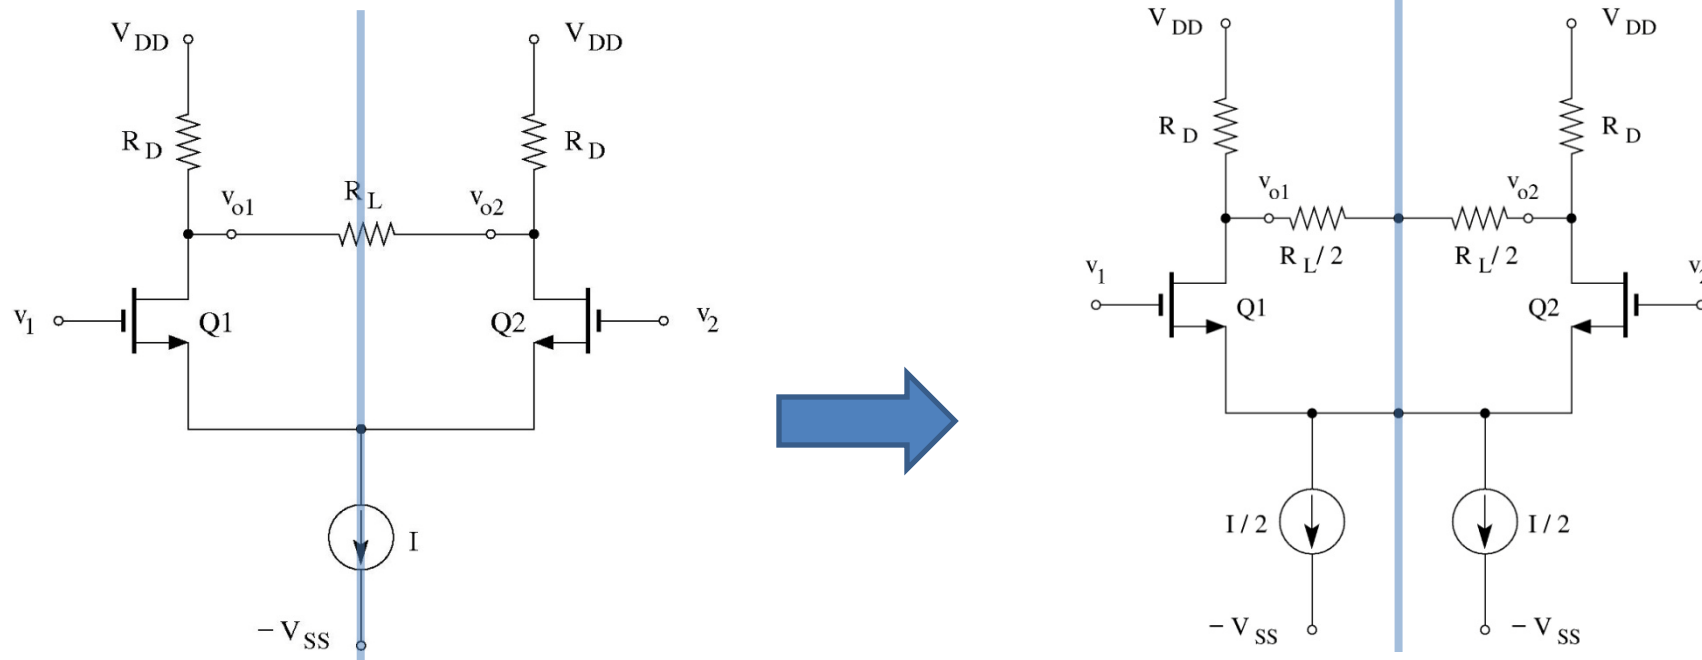 V DD
V DD
R D
R D
v o1
R L
v o2
v 1
Q1
Q2
v 2
I
– V SS
V DD
V DD
R D
R D
v o1
v o2
R L / 2
R L / 2
v 1
Q1
Q2
I / 2
I / 2
– V SS
– V SS